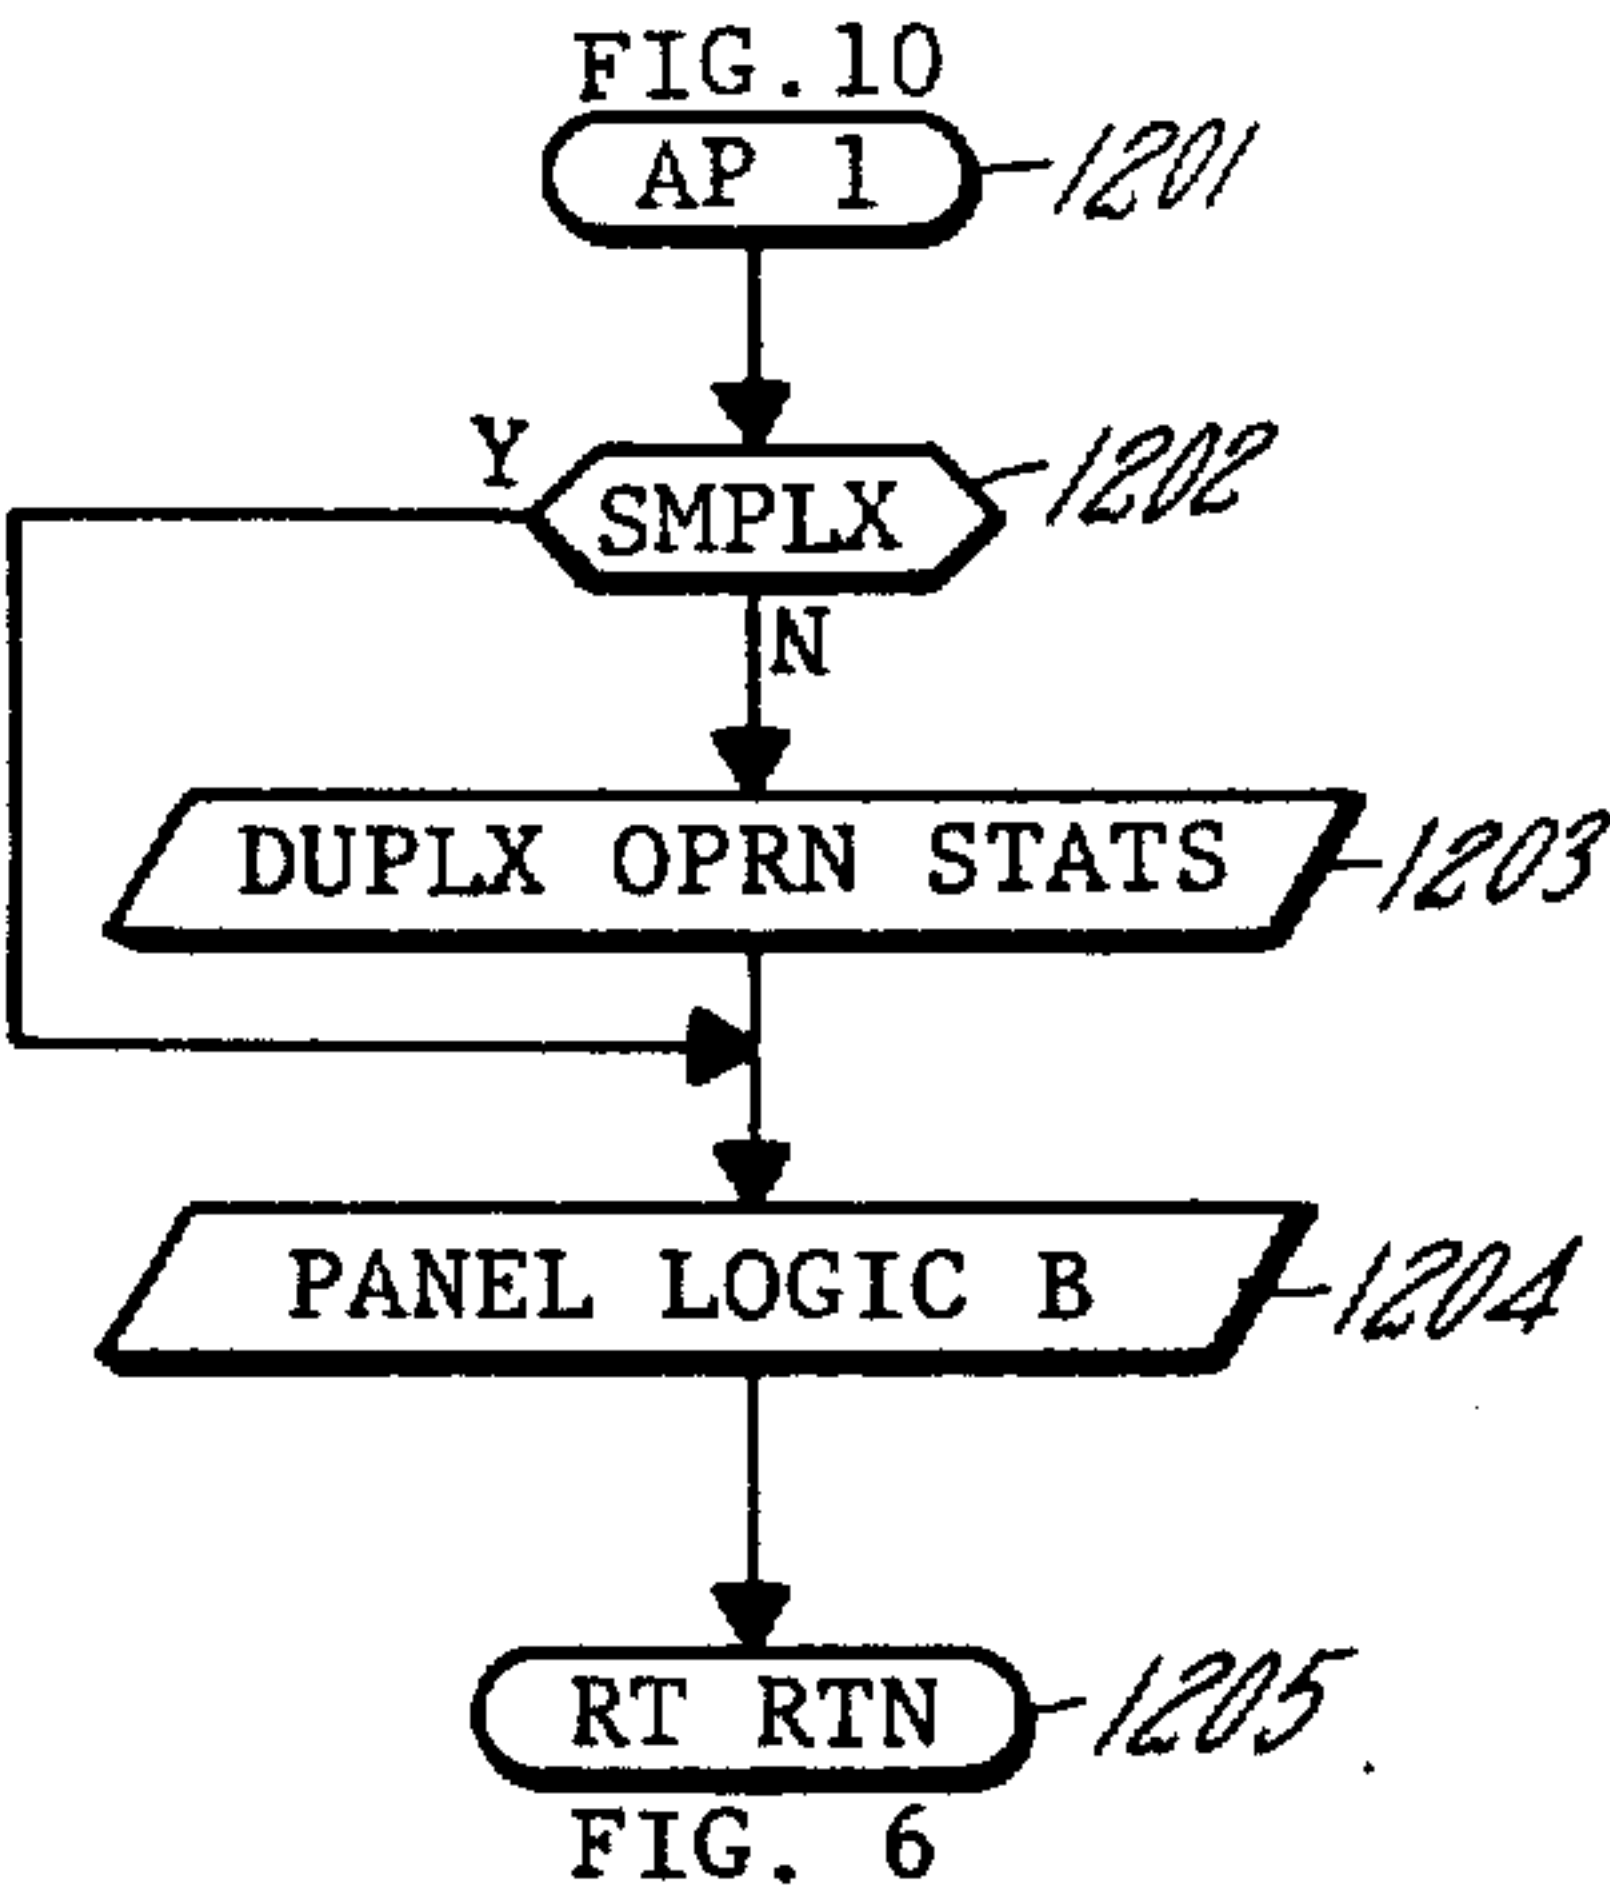 FIG.10
AP 1 1201
Y
SMPLX 1202
N
DUPLX OPRN STATS 1203
PANEL LOGIC B 1204
RT RTN 1205
FIG. 6